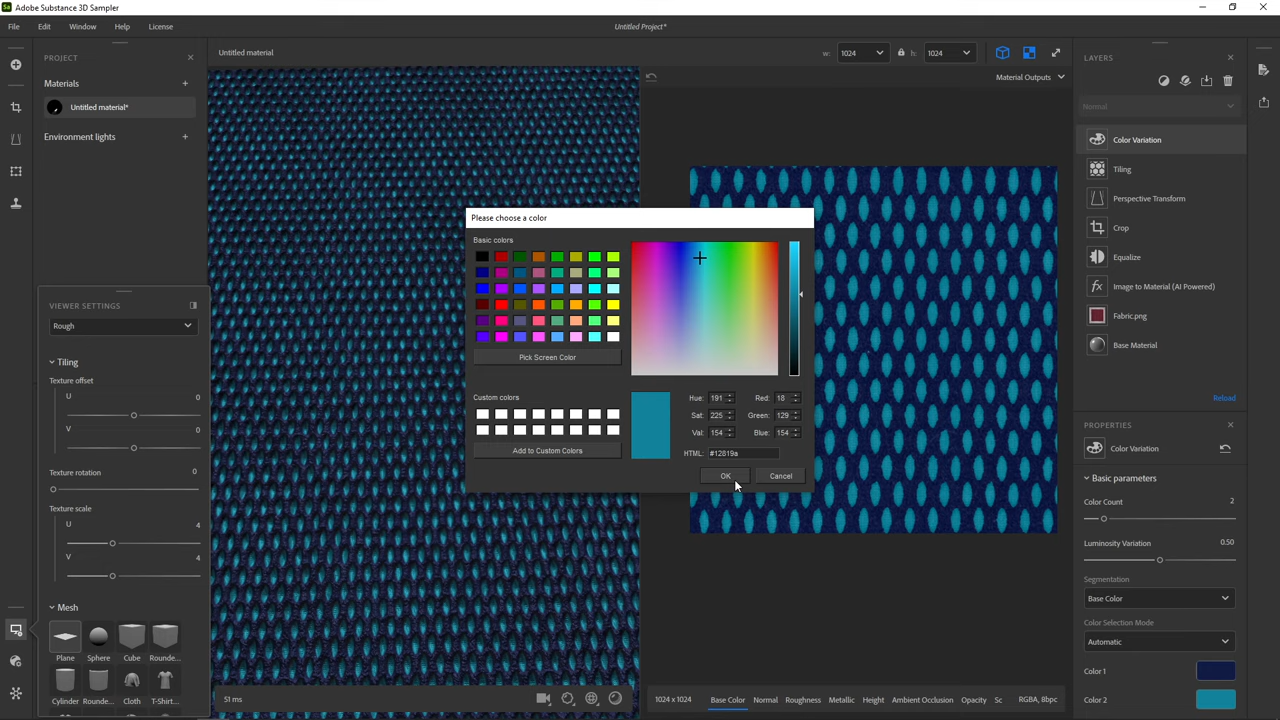 Sa Adobe Substance 3D Sampler
File Edit Window Help License Untitled Project*
PROJECT
Materials
Untitled material*
Environment lights
Untitled material
w: 1024 h: 1024
Material Outputs
VIEWER SETTINGS
Rough
Tiling
Texture offset
U 0
V 0
Texture rotation 0
Texture scale
U 4
V 4
Mesh
Plane Sphere Cube Rounde...
Cylinder Rounde... Cloth T-Shirt...
Please choose a color
Basic colors
Pick Screen Color
Custom colors
Add to Custom Colors
Hue: 191 Red: 18
Sat: 225 Green: 129
Val: 154 Blue: 154
HTML: #12819a
OK Cancel
51 ms
1024 x 1024 Base Color Normal Roughness Metallic Height Ambient Occlusion Opacity Sc RGBA, 8bpc
LAYERS
Normal
Color Variation
Tiling
Perspective Transform
Crop
Equalize
fx Image to Material (AI Powered)
Fabric.png
Base Material
Reload
PROPERTIES
Color Variation
Basic parameters
Color Count 2
Luminosity Variation 0.50
Segmentation
Base Color
Color Selection Mode
Automatic
Color 1
Color 2